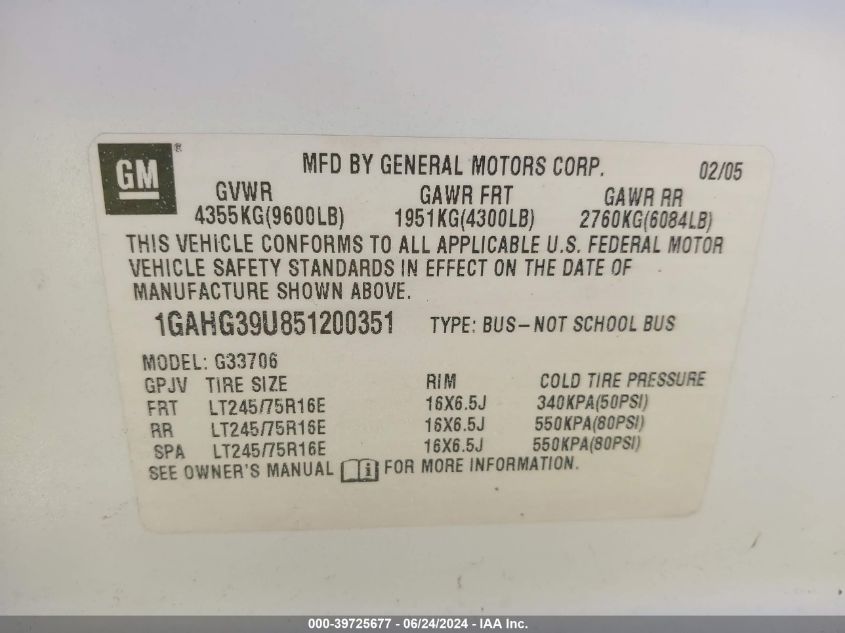 GM® MFD BY GENERAL MOTORS CORP. 02/05
GVWR GAWR FRT GAWR RR
4355KG(9600LB) 1951KG(4300LB) 2760KG(6084LB)
THIS VEHICLE CONFORMS TO ALL APPLICABLE U.S. FEDERAL MOTOR
VEHICLE SAFETY STANDARDS IN EFFECT ON THE DATE OF
MANUFACTURE SHOWN ABOVE.
1GAHG39U851200351 TYPE: BUS-NOT SCHOOL BUS
MODEL: G33706
GPJV TIRE SIZE RIM COLD TIRE PRESSURE
FRT LT245/75R16E 16X6.5J 340KPA(50PSI)
RR LT245/75R16E 16X6.5J 550KPA(80PSI)
SPA LT245/75R16E 16X6.5J 550KPA(80PSI)
SEE OWNER'S MANUAL i FOR MORE INFORMATION.
000-39725677 - 06/24/2024 - IAA Inc.